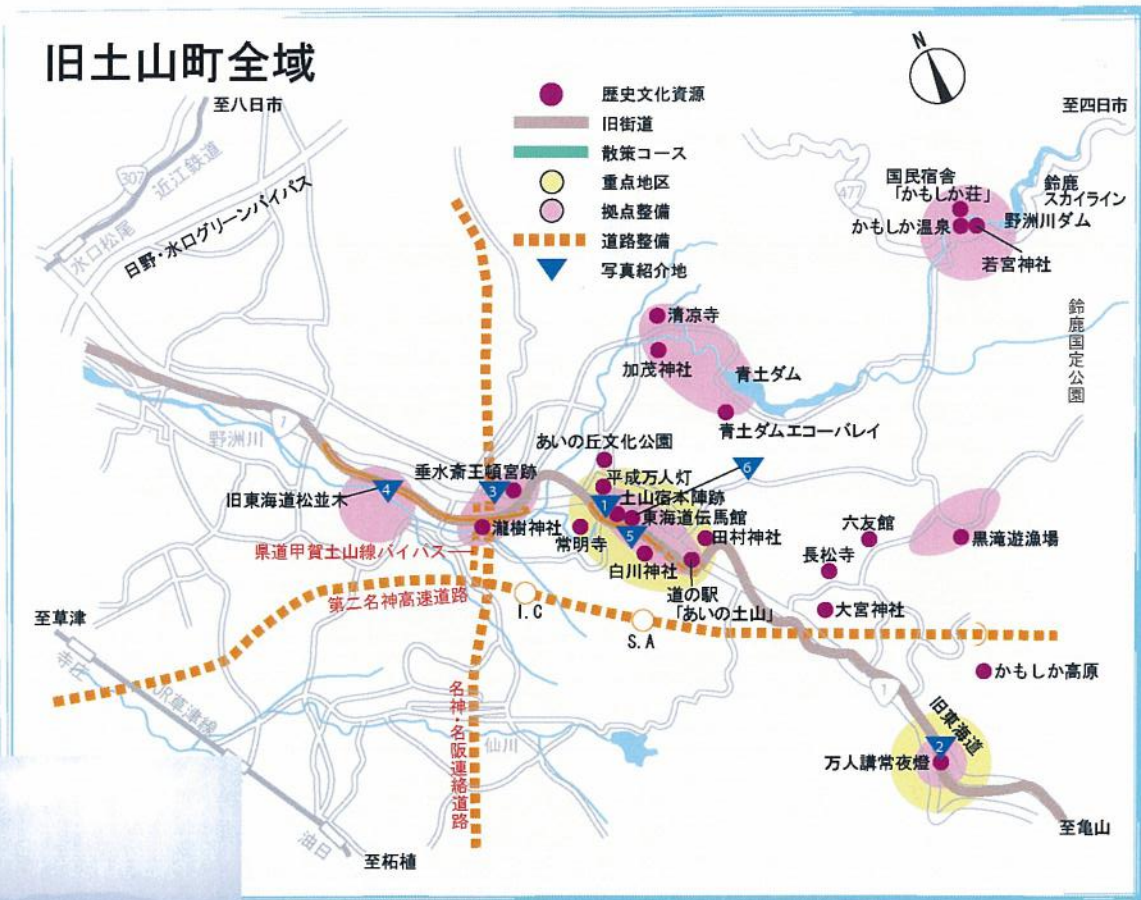 旧土山町全域
N
至八日市
至四日市
歴史文化資源
旧街道
散策コース
重点地区
拠点整備
道路整備
写真紹介地
307
近江鉄道
水口松尾
日野・水口グリーンバイパス
477
国民宿舎
「かもしか荘」
鈴鹿
スカイライン
かもしか温泉
野洲川ダム
若宮神社
鈴鹿国定公園
清凉寺
加茂神社
青土ダム
青土ダムエコーバレイ
1
野洲川
あいの丘文化公園
垂水斎王頓宮跡
平成万人灯
6
旧東海道松並木
4
3
1
土山宿本陣跡
東海道伝馬館
瀧樹神社
常明寺
5
田村神社
六友館
黒滝遊漁場
県道甲賀土山線バイパス
白川神社
長松寺
道の駅
「あいの土山」
第二名神高速道路
I.C
大宮神社
至草津
S.A
寺庄
かもしか高原
JR草津線
1
名神・名阪連絡道路
旧東海道
仙川
2
万人講常夜燈
油日
至亀山
至柘植